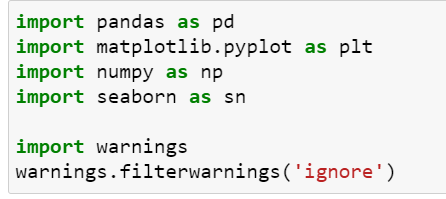 import pandas as pd
import matplotlib.pyplot as plt
import numpy as np
import seaborn as sn
import warnings
warnings.filterwarnings('ignore')